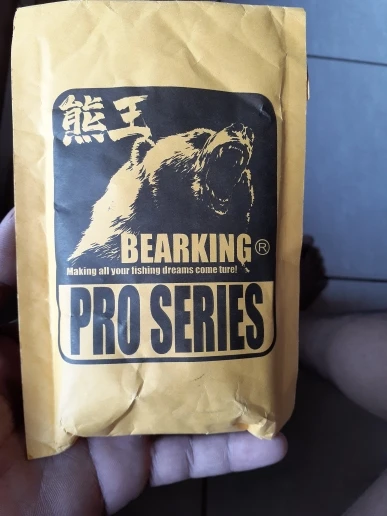 熊王
BEARKING®
Making all your fishing dreams come ture!
PRO SERIES